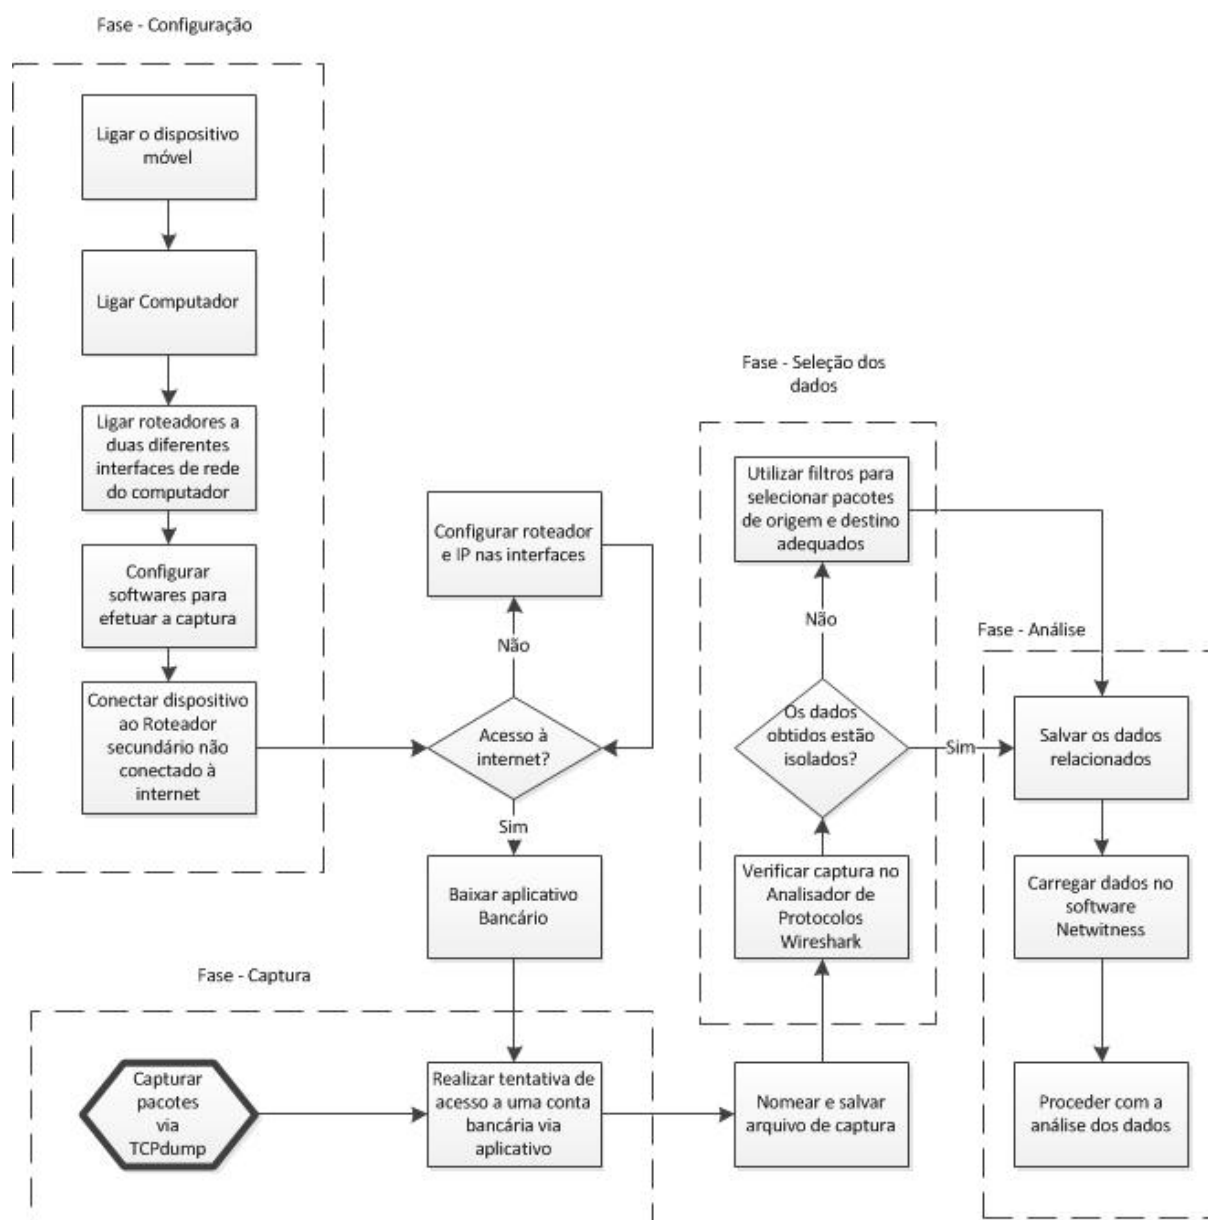 Fase - Configuração
Ligar o dispositivo
móvel
Ligar Computador
Ligar roteadores a
duas diferentes
interfaces de rede
do computador
Configurar
softwares para
efetuar a captura
Conectar dispositivo
ao Roteador
secundário não
conectado à
internet
Configurar roteador
e IP nas interfaces
Não
Acesso à
internet?
Sim
Baixar aplicativo
Bancário
Fase - Captura
Capturar
pacotes
via
TCPdump
Realizar tentativa de
acesso a uma conta
bancária via
aplicativo
Nomear e salvar
arquivo de captura
Fase - Seleção dos
dados
Utilizar filtros para
selecionar pacotes
de origem e destino
adequados
Não
Os dados
obtidos estão
isolados?
Sim
Verificar captura no
Analisador de
Protocolos
Wireshark
Fase - Análise
Salvar os dados
relacionados
Carregar dados no
software
Netwitness
Proceder com a
análise dos dados